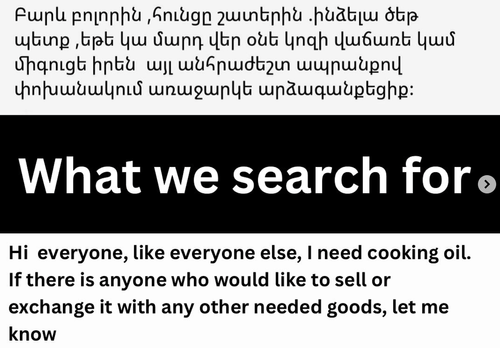 Բարև բոլորին ,հունցը շատերին .ինձելա ծեթ
պետք ,եթե կա մարդ վեր օնե կոզի վաճառե կամ
միգուցե իրեն այլ անհրաժեշտ ապրանքով
փոխանակում առաջարկե արձագանքեցիք:
What we search for
Hi everyone, like everyone else, I need cooking oil.
If there is anyone who would like to sell or
exchange it with any other needed goods, let me
know